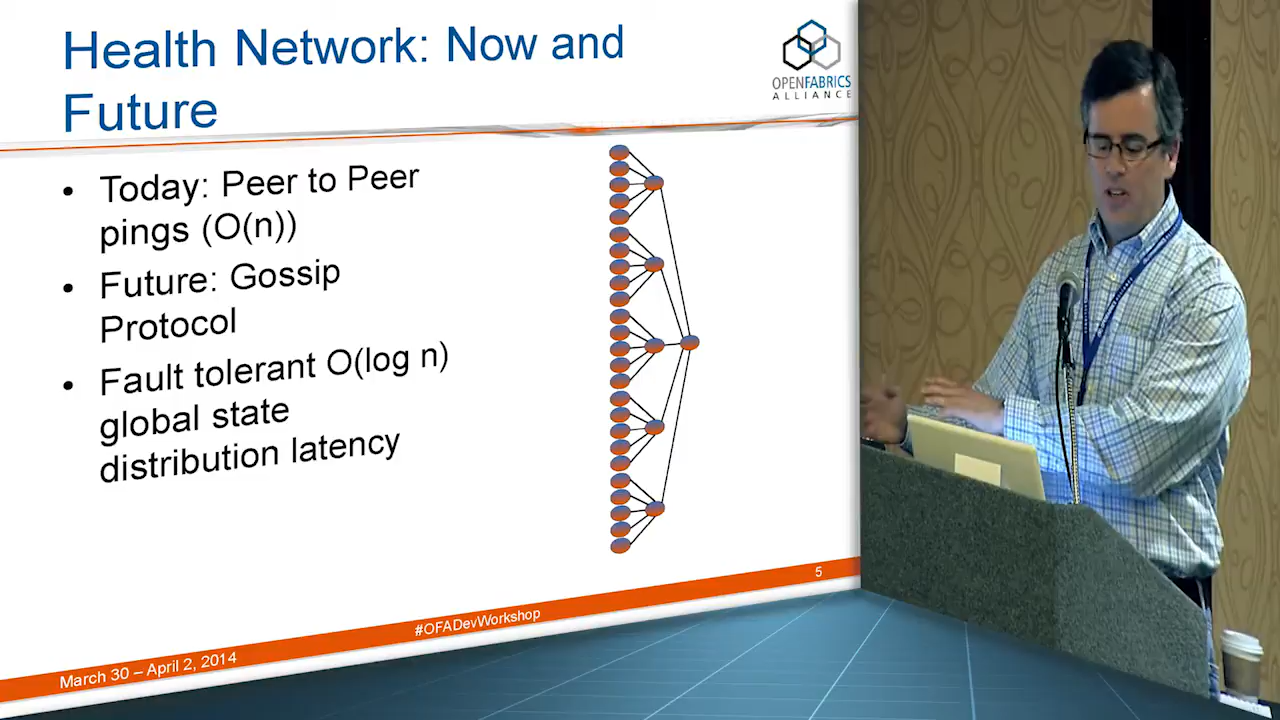 Health Network: Now and
Future
OPENFABRICS
ALLIANCE
• Today: Peer to Peer
pings (O(n))
• Future: Gossip
Protocol
• Fault tolerant O(log n)
global state
distribution latency
5
#OFADevWorkshop
March 30 – April 2, 2014